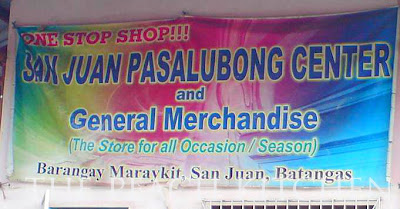 ONE STOP SHOP!!!
SAN JUAN PASALUBONG CENTER
and
General Merchandise
(The Store for all Occasion / Season)
Barangay Maraykit, San Juan, Batangas